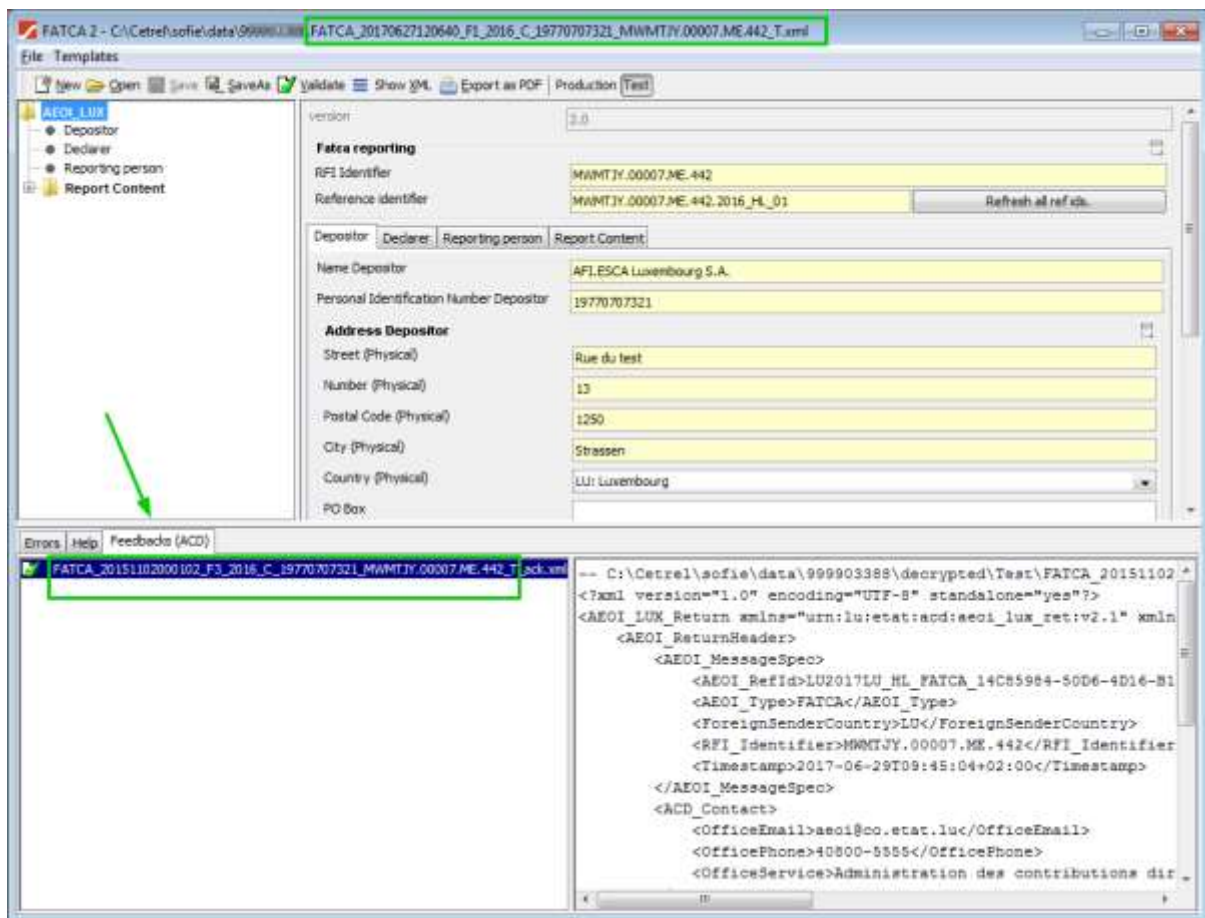 FATCA 2 - C:\Cetrel\sofie\data\ FATCA_20170627120640_F1_2016_C_19770707321_MWMTJY.00007.ME.442_T.xml
File Templates
New Open Save SaveAs Validate Show XML Export as PDF Production Test
AEOI_LUX
Depositor
Declarer
Reporting person
Report Content
version 2.0
Fatca reporting
RFI Identifier MWMTJY.00007.ME.442
Reference identifier MWMTJY.00007.ME.442.2016_HL_01 Refresh all ref ids.
Depositor Declarer Reporting person Report Content
Name Depositor AFI.ESCA Luxembourg S.A.
Personal Identification Number Depositor 19770707321
Address Depositor
Street (Physical) Rue du test
Number (Physical) 13
Postal Code (Physical) 1250
City (Physical) Strassen
Country (Physical) LU: Luxembourg
PO Box
Errors Help Feedbacks (ACD)
FATCA_20151102000102_F3_2016_C_19770707321_MWMTJY.00007.ME.442_T_ack.xml
-- C:\Cetrel\sofie\data\999903388\decrypted\Test\FATCA_20151102
<?xml version="1.0" encoding="UTF-8" standalone="yes"?>
<AEOI_LUX_Return xmlns="urn:lu:etat:acd:aeoi_lux_ret:v2.1" xmln
<AEOI_ReturnHeader>
<AEOI_MessageSpec>
<AEOI_RefId>LU2017LU_HL_FATCA_14C85984-50D6-4D16-B1
<AEOI_Type>FATCA</AEOI_Type>
<ForeignSenderCountry>LU</ForeignSenderCountry>
<RFI_Identifier>MWMTJY.00007.ME.442</RFI_Identifier
<Timestamp>2017-06-29T09:45:04+02:00</Timestamp>
</AEOI_MessageSpec>
<ACD_Contact>
<OfficeEmail>aeoi@co.etat.lu</OfficeEmail>
<OfficePhone>40800-5555</OfficePhone>
<OfficeService>Administration des contributions dir